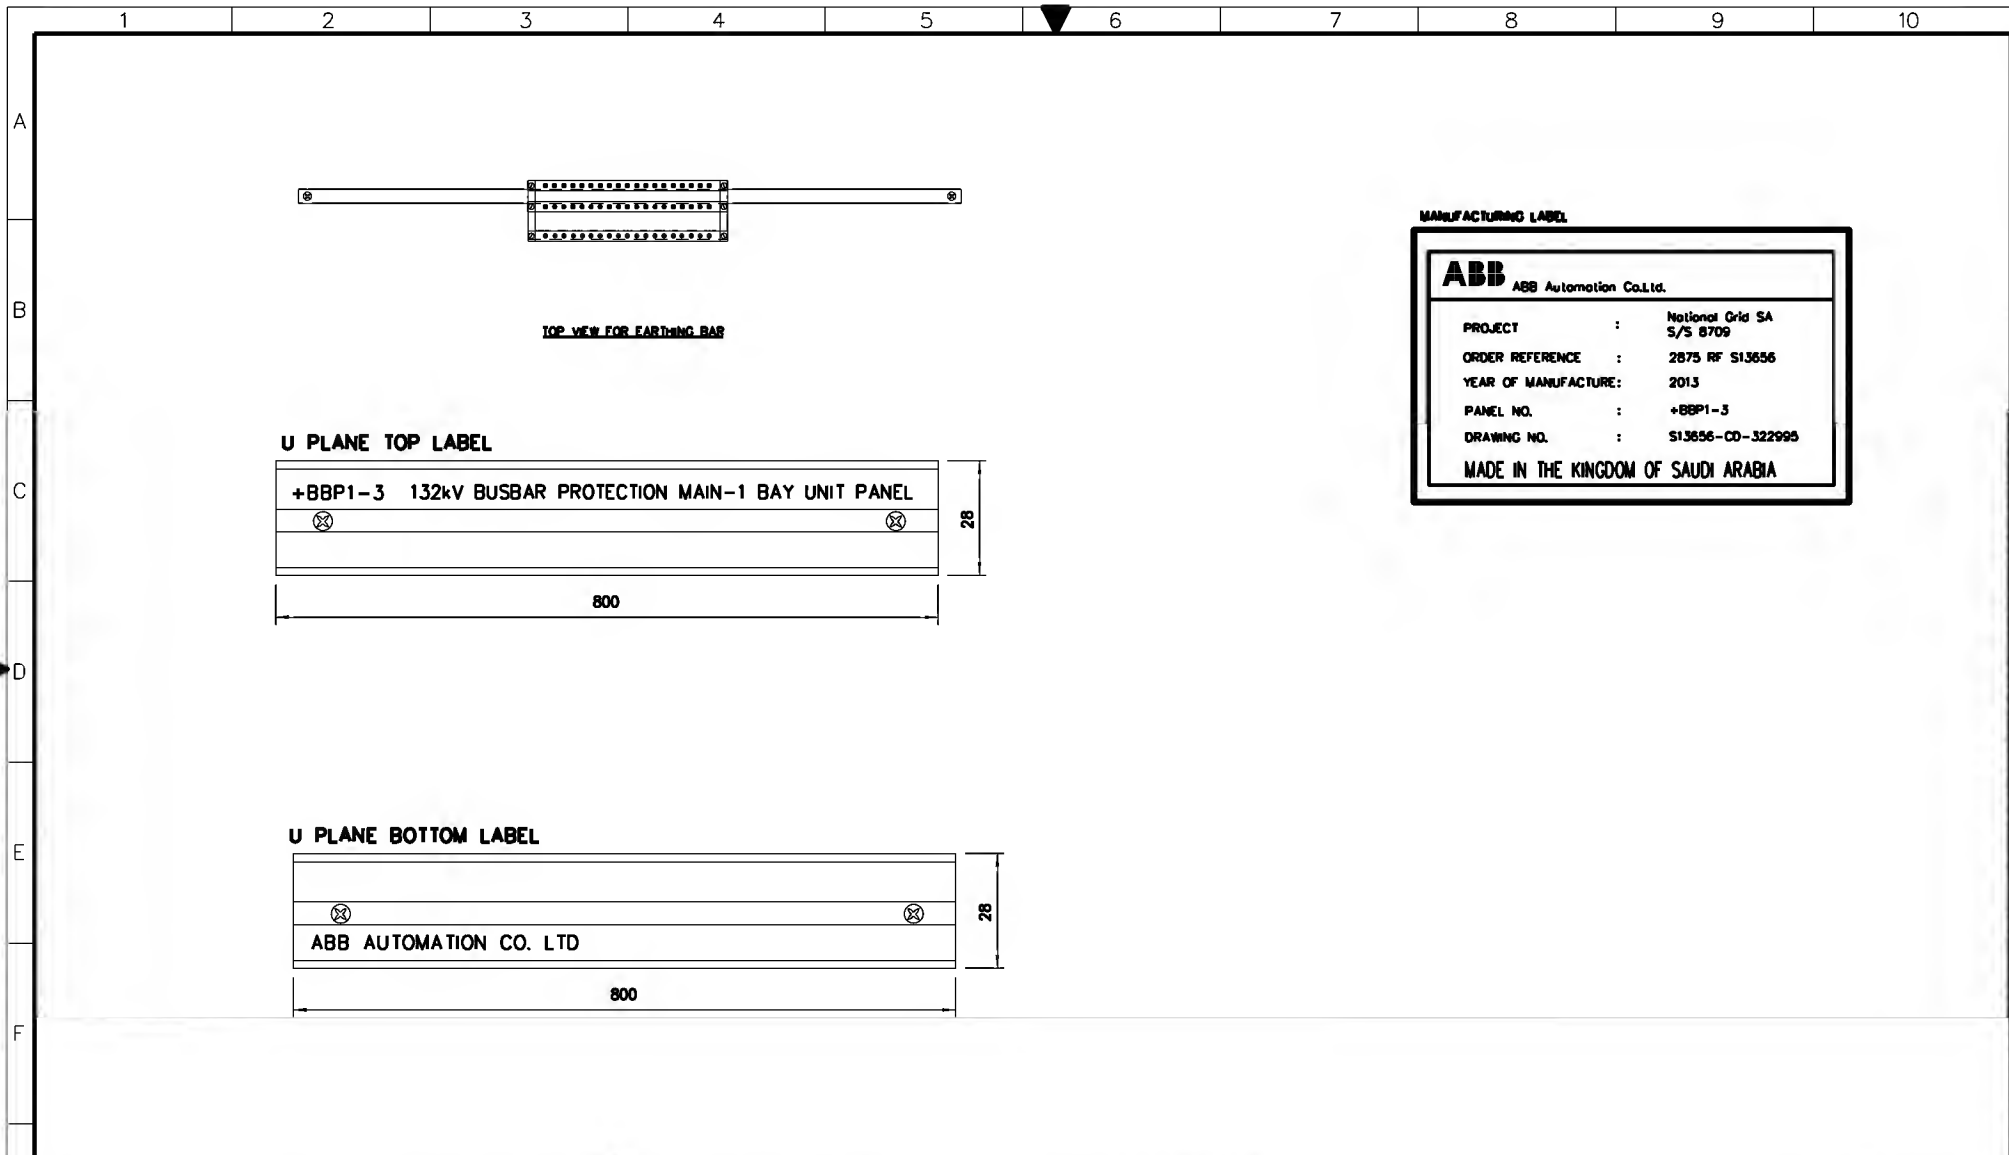 1 2 3 4 5 6 7 8 9 10
A
B
C
D
E
F
TOP VIEW FOR EARTHING BAR
MANUFACTURING LABEL
ABB ABB Automation Co.Ltd.
PROJECT : National Grid SA
S/S 8709
ORDER REFERENCE : 2875 RF S13656
YEAR OF MANUFACTURE: 2013
PANEL NO. : +BBP1-3
DRAWING NO. : S13656-CD-322995
MADE IN THE KINGDOM OF SAUDI ARABIA
U PLANE TOP LABEL
+BBP1-3 132kV BUSBAR PROTECTION MAIN-1 BAY UNIT PANEL
28
800
U PLANE BOTTOM LABEL
ABB AUTOMATION CO. LTD
28
800